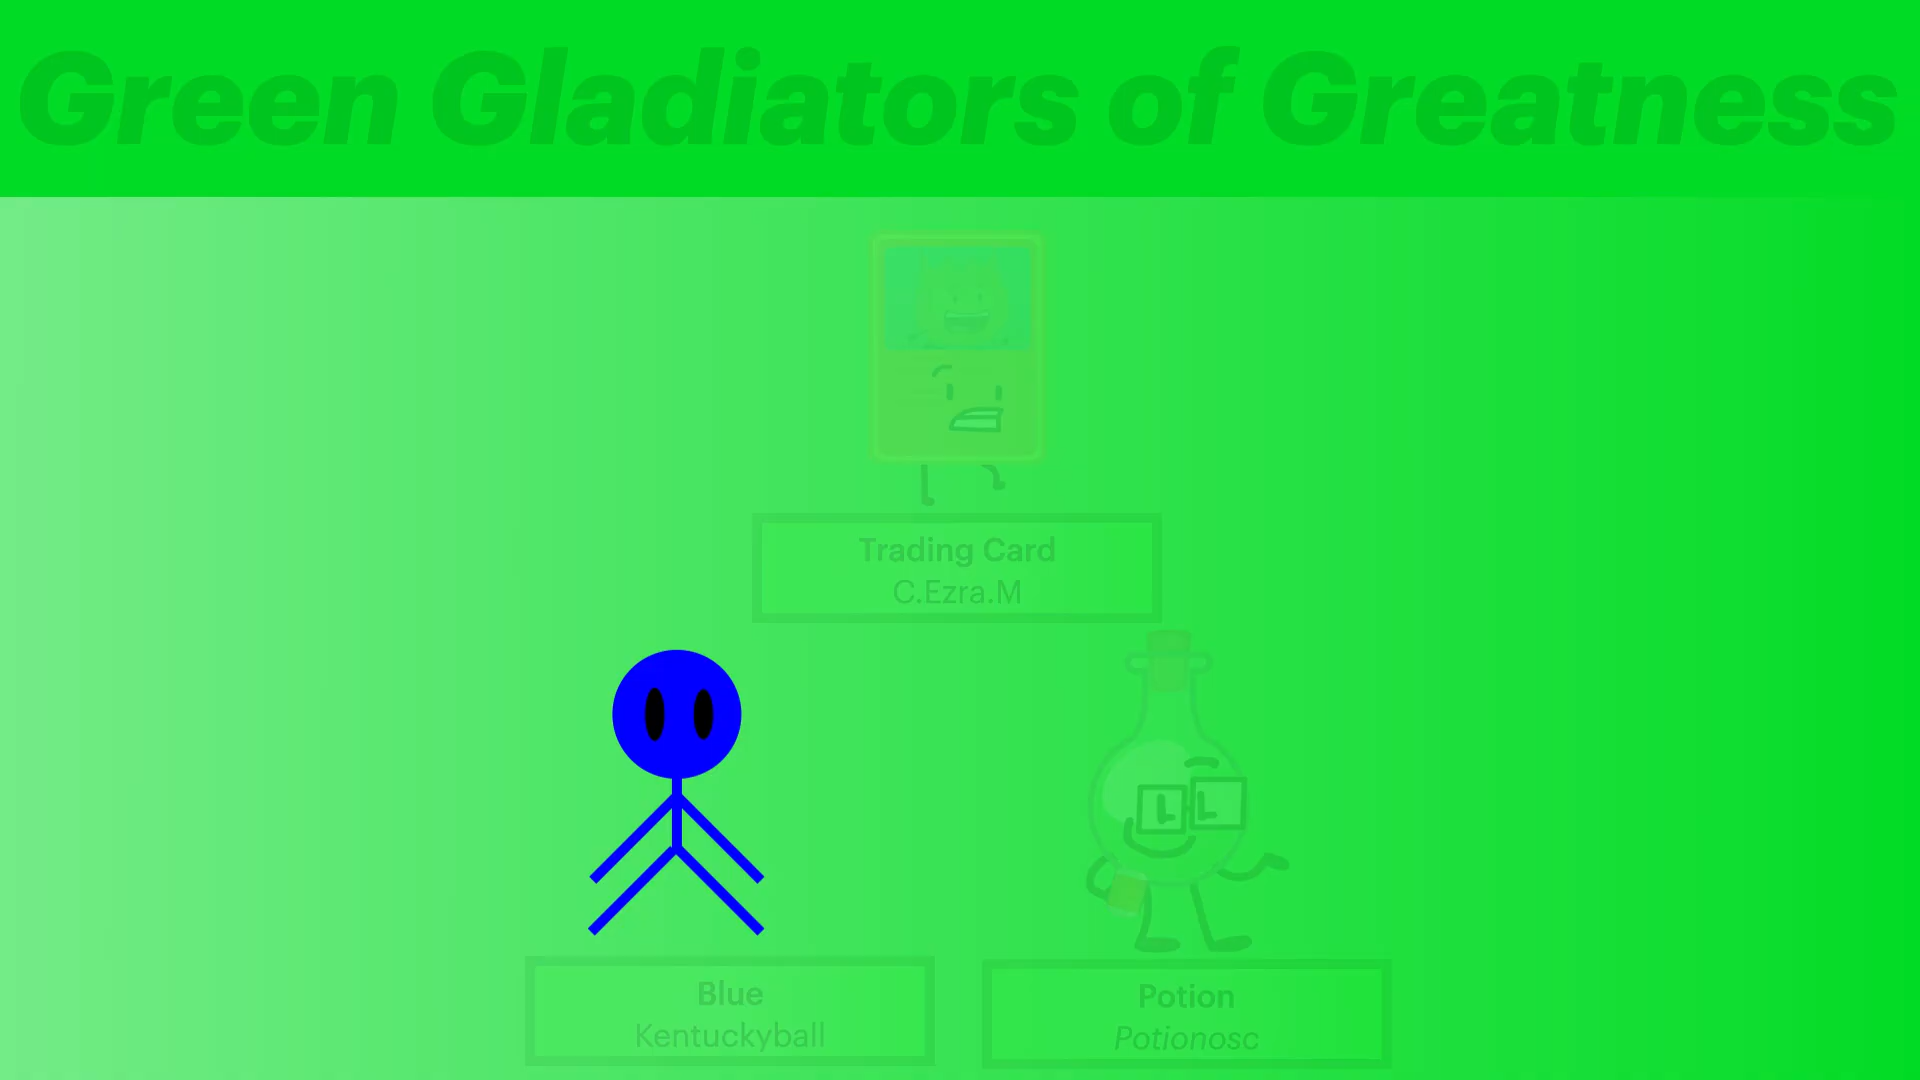 Green Gladiators of Greatness
Trading Card
C.Ezra.M
Blue
Kentuckyball
Potion
Potionosc